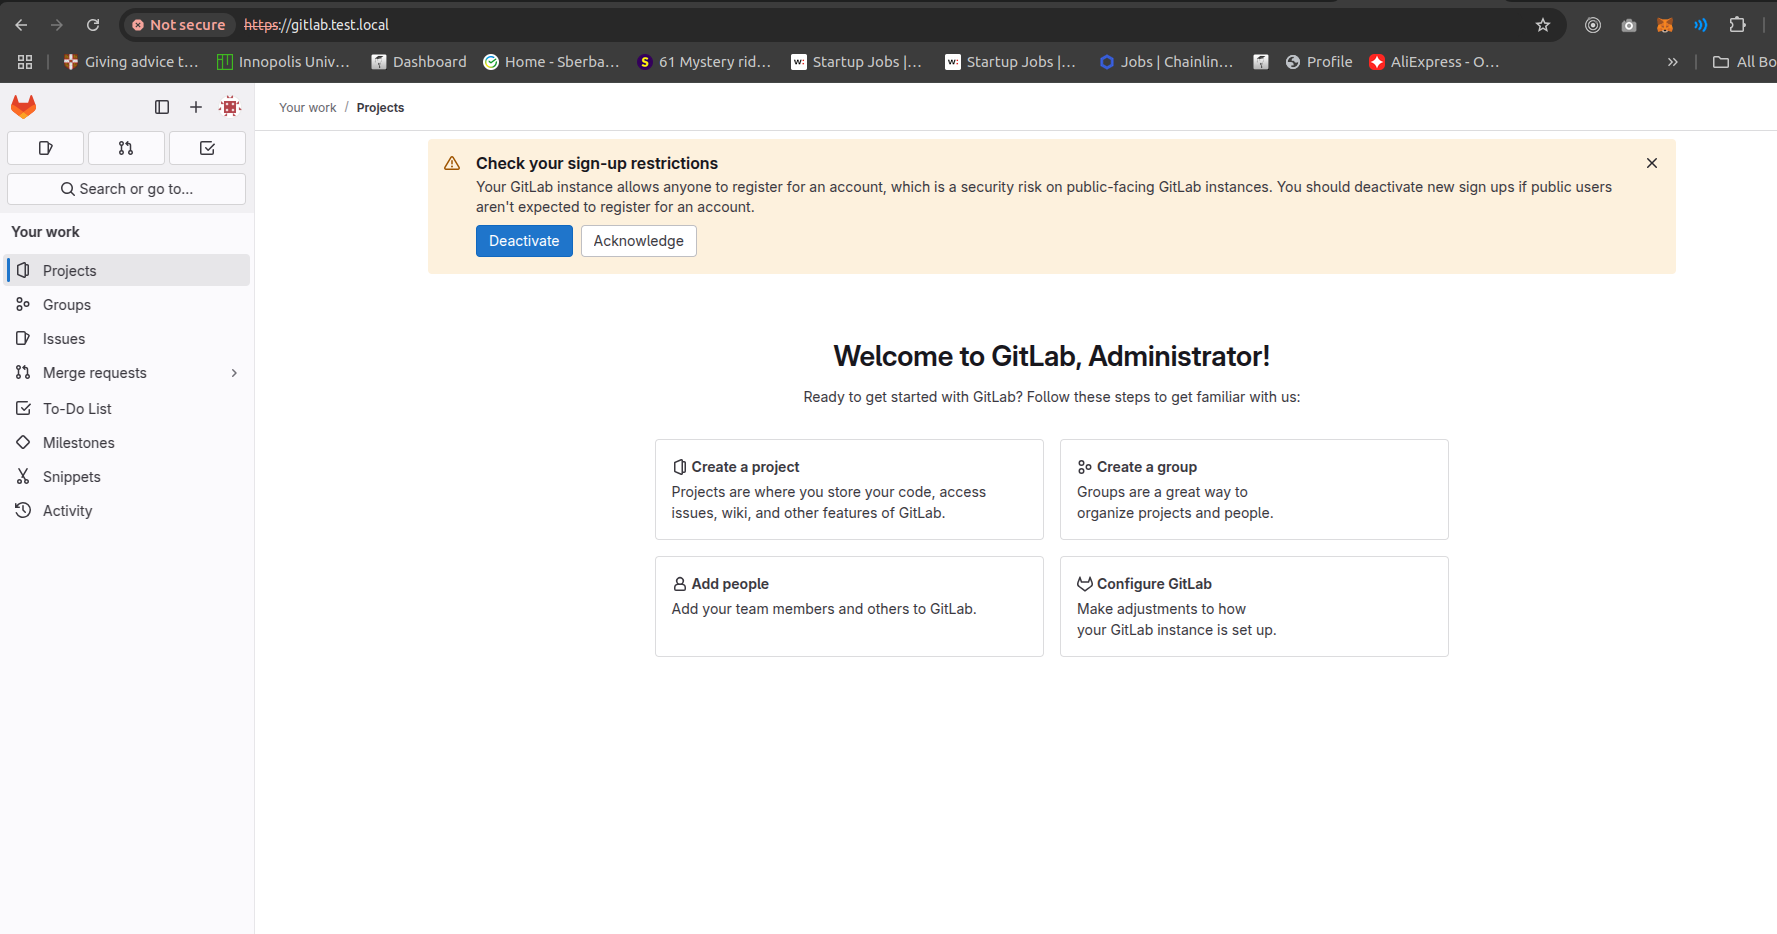 Not secure https://gitlab.test.local
Giving advice t... Innopolis Univ... Dashboard Home - Sberba... 61 Mystery rid... Startup Jobs |... Startup Jobs |... Jobs | Chainlin... Profile AliExpress - O... » All Bo
Your work / Projects
Search or go to...
Your work
Projects
Groups
Issues
Merge requests
To-Do List
Milestones
Snippets
Activity
Check your sign-up restrictions
Your GitLab instance allows anyone to register for an account, which is a security risk on public-facing GitLab instances. You should deactivate new sign ups if public users
aren't expected to register for an account.
Deactivate Acknowledge
Welcome to GitLab, Administrator!
Ready to get started with GitLab? Follow these steps to get familiar with us:
Create a project
Projects are where you store your code, access
issues, wiki, and other features of GitLab.
Create a group
Groups are a great way to
organize projects and people.
Add people
Add your team members and others to GitLab.
Configure GitLab
Make adjustments to how
your GitLab instance is set up.